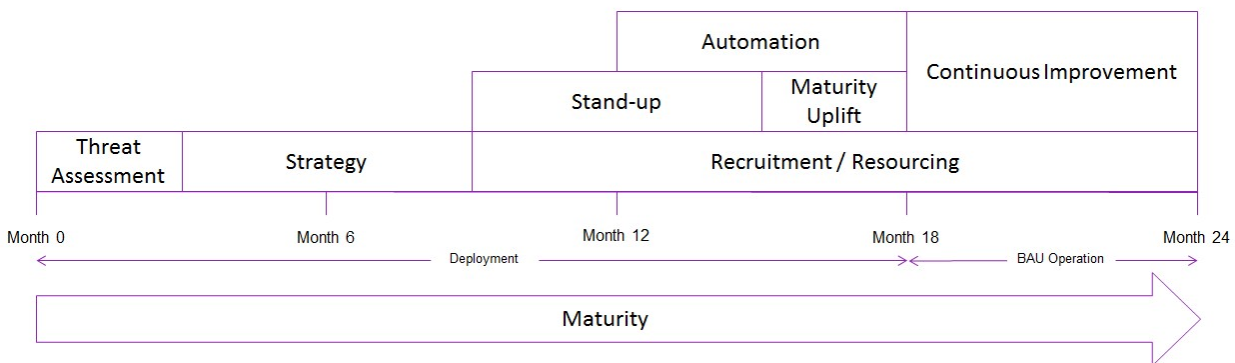 Automation
Continuous Improvement
Stand-up
Maturity
Uplift
Threat
Assessment
Strategy
Recruitment / Resourcing
Month 0
Month 6
Month 12
Month 18
Month 24
Deployment
BAU Operation
Maturity